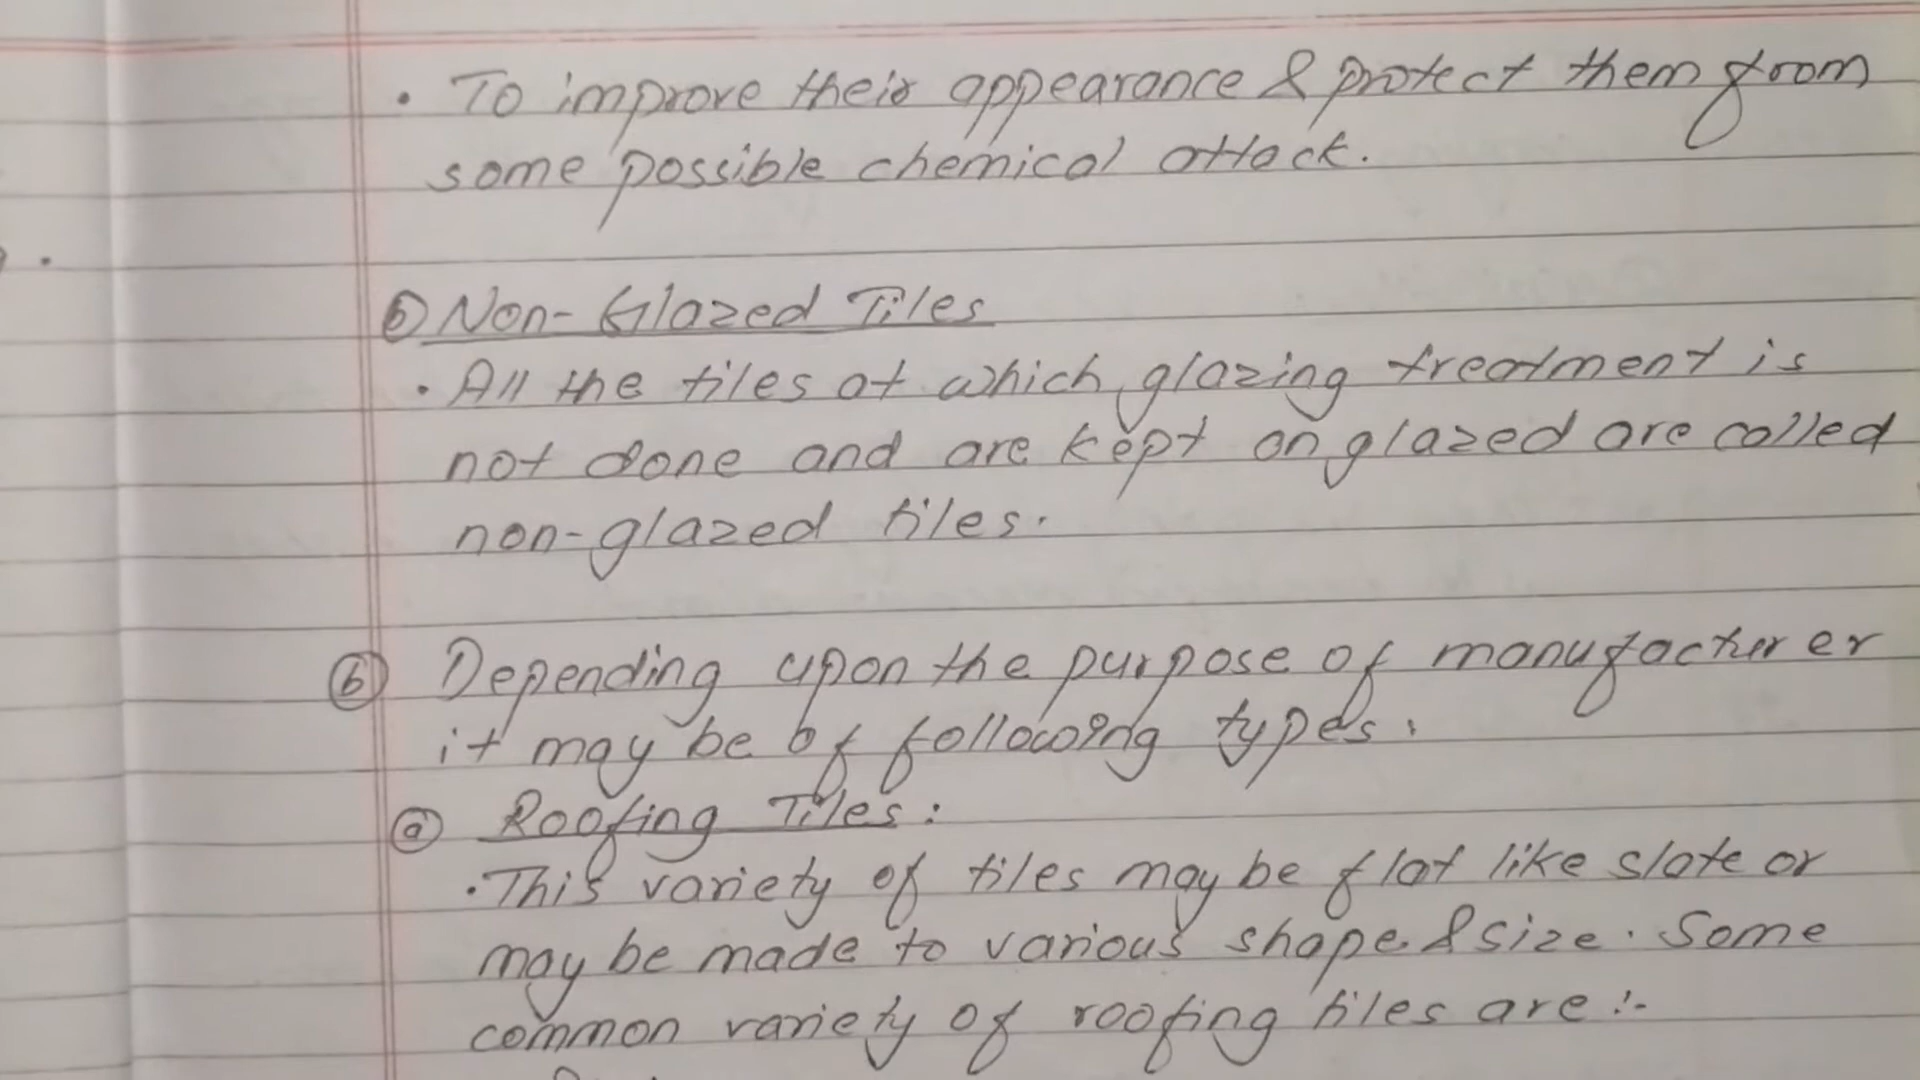 • To improve their appearance & protect them from
some possible chemical attack.
b) Non-Glazed Tiles
• All the tiles at which glazing treatment is
not done and are kept onglazed are called
non-glazed tiles.
(b) Depending upon the purpose of manufacturer
it may be of following types.
(a) Roofing Tiles:
• This variety of tiles may be flat like slate or
may be made to various shape & size. Some
common variety of roofing tiles are :-